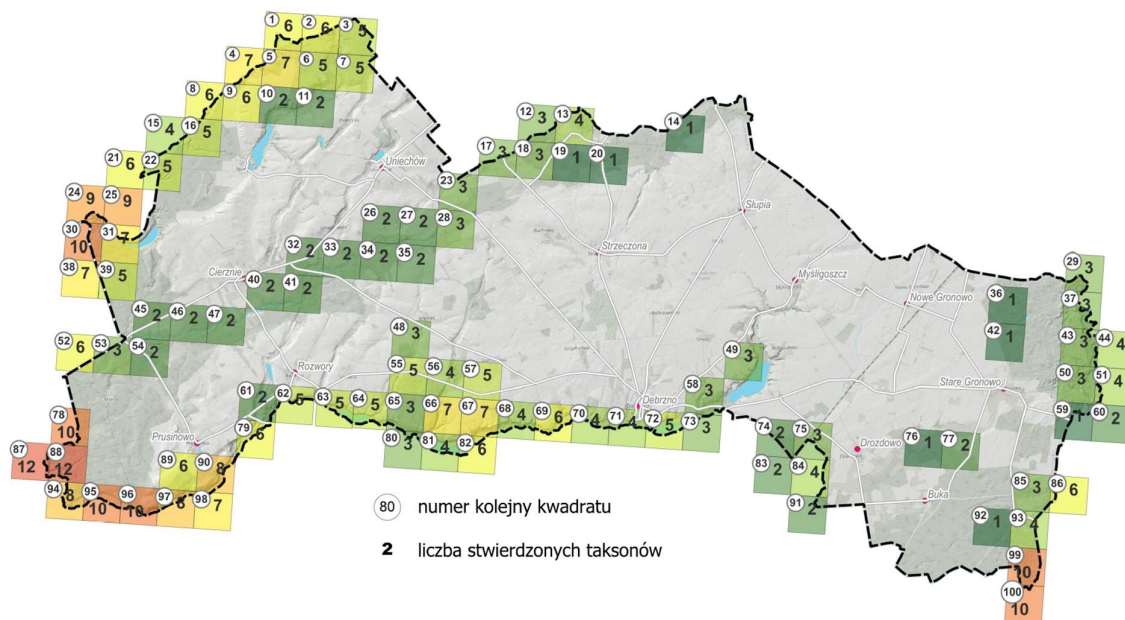 1 6 2 6 3 5
4 7 5 7 6 5 7 5
8 6 9 6 10 2 11 2
12 3 13 4 14 1
15 4 16 5
17 3 18 3 19 1 20 1
21 6 22 5
Uniechów
23 3
24 9 25 9
26 2 27 2 28 3
Słupia
30 10 31 7
32 2 33 2 34 2 35 2
Strzeczona
29 3
38 7 39 5
Cierznie
40 2 41 2
Myśligoszcz
36 1 37 3
Nowe Gronowo
45 2 46 2 47 2
42 1 43 3 44 4
52 6 53 3 54 2
48 3
49 3
50 3 51 4
Rozwory
55 5 56 4 57 5
58 3
Stare Gronowo
61 2 62 5 63 5 64 5 65 3 66 7 67 7 68 4 69 6 70 4 71 4 72 5 73 3
Debrzno
59 60 2
78 10
Prusinowo
79 6
80 3 81 4 82 6
74 2 75 3
Drozdowo
76 1 77 2
87 12 88 12
89 6 90 8
83 2 84 4
85 3 86 6
94 8 95 10 96 10 97 8 98 7
91 2
Buka
92 1 93 4
99 10
100 10
80 numer kolejny kwadratu
2 liczba stwierdzonych taksonów